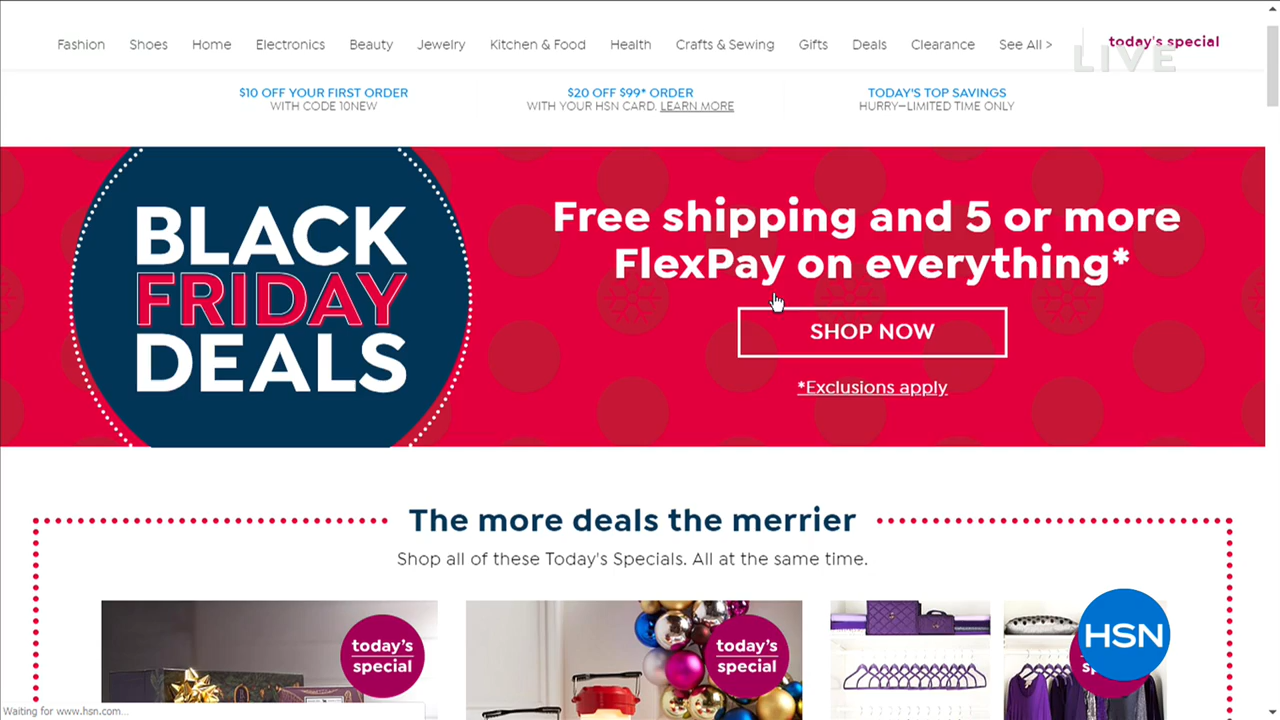 Fashion Shoes Home Electronics Beauty Jewelry Kitchen & Food Health Crafts & Sewing Gifts Deals Clearance See All > today's special
LIVE
$10 OFF YOUR FIRST ORDER
WITH CODE 10NEW
$20 OFF $99* ORDER
WITH YOUR HSN CARD. LEARN MORE
TODAY'S TOP SAVINGS
HURRY—LIMITED TIME ONLY
BLACK
FRIDAY
DEALS
Free shipping and 5 or more
FlexPay on everything*
SHOP NOW
*Exclusions apply
The more deals the merrier
Shop all of these Today's Specials. All at the same time.
today's
special
today's
special
HSN
Waiting for www.hsn.com...